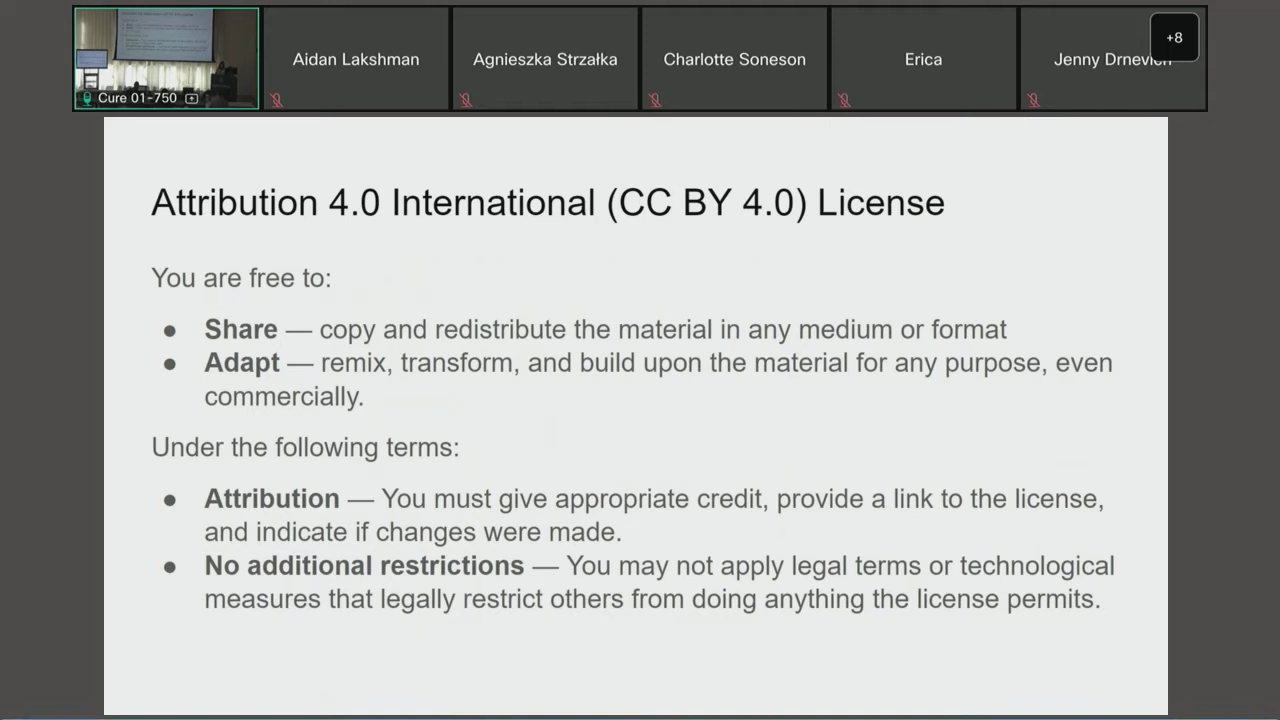 Cure 01-750
Aidan Lakshman
Agnieszka Strzałka
Charlotte Soneson
Erica
Jenny
+8
Attribution 4.0 International (CC BY 4.0) License
You are free to:
● Share — copy and redistribute the material in any medium or format
● Adapt — remix, transform, and build upon the material for any purpose, even
commercially.
Under the following terms:
● Attribution — You must give appropriate credit, provide a link to the license,
and indicate if changes were made.
● No additional restrictions — You may not apply legal terms or technological
measures that legally restrict others from doing anything the license permits.